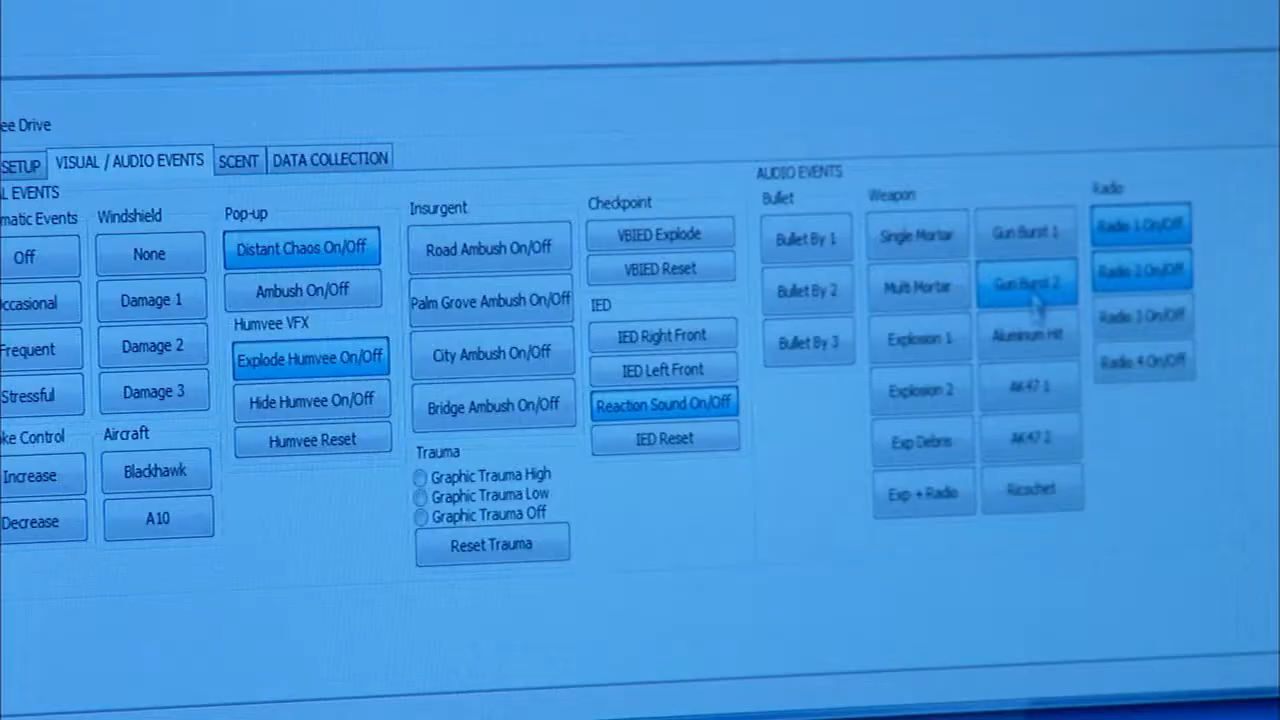 ee Drive
SETUP
VISUAL / AUDIO EVENTS
SCENT
DATA COLLECTION
L EVENTS
matic Events
Off
ccasional
Frequent
Stressful
ke Control
Increase
Decrease
Windshield
None
Damage 1
Damage 2
Damage 3
Aircraft
Blackhawk
A10
Pop-up
Distant Chaos On/Off
Ambush On/Off
Humvee VFX
Explode Humvee On/Off
Hide Humvee On/Off
Humvee Reset
Insurgent
Road Ambush On/Off
Palm Grove Ambush On/Off
City Ambush On/Off
Bridge Ambush On/Off
Trauma
Graphic Trauma High
Graphic Trauma Low
Graphic Trauma Off
Reset Trauma
Checkpoint
VBIED Explode
VBIED Reset
IED
IED Right Front
IED Left Front
Reaction Sound On/Off
IED Reset
AUDIO EVENTS
Bullet
Bullet By 1
Bullet By 2
Bullet By 3
Weapon
Single Mortar
Multi Mortar
Explosion 1
Explosion 2
Exp Debris
Exp + Radio
Gun Burst 1
Gun Burst 2
Aluminum Hit
AK47 1
AK47 2
Ricochet
Radio
Radio 1 On/Off
Radio 2 On/Off
Radio 3 On/Off
Radio 4 On/Off